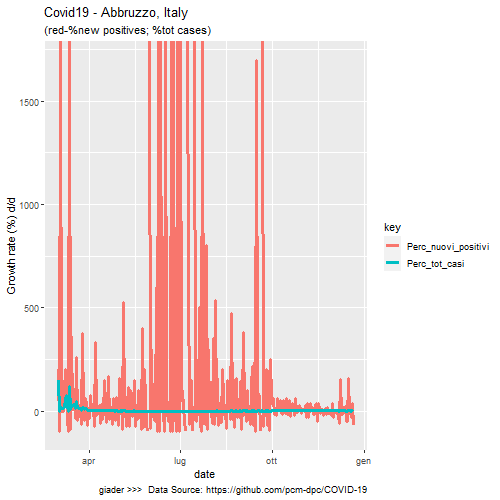 Covid19 - Abbruzzo, Italy
(red-%new positives; %tot cases)
Growth rate (%) d/d
1500
1000
500
0
apr
lug
ott
gen
date
key
Perc_nuovi_positivi
Perc_tot_casi
giader >>> Data Source: https://github.com/pcm-dpc/COVID-19